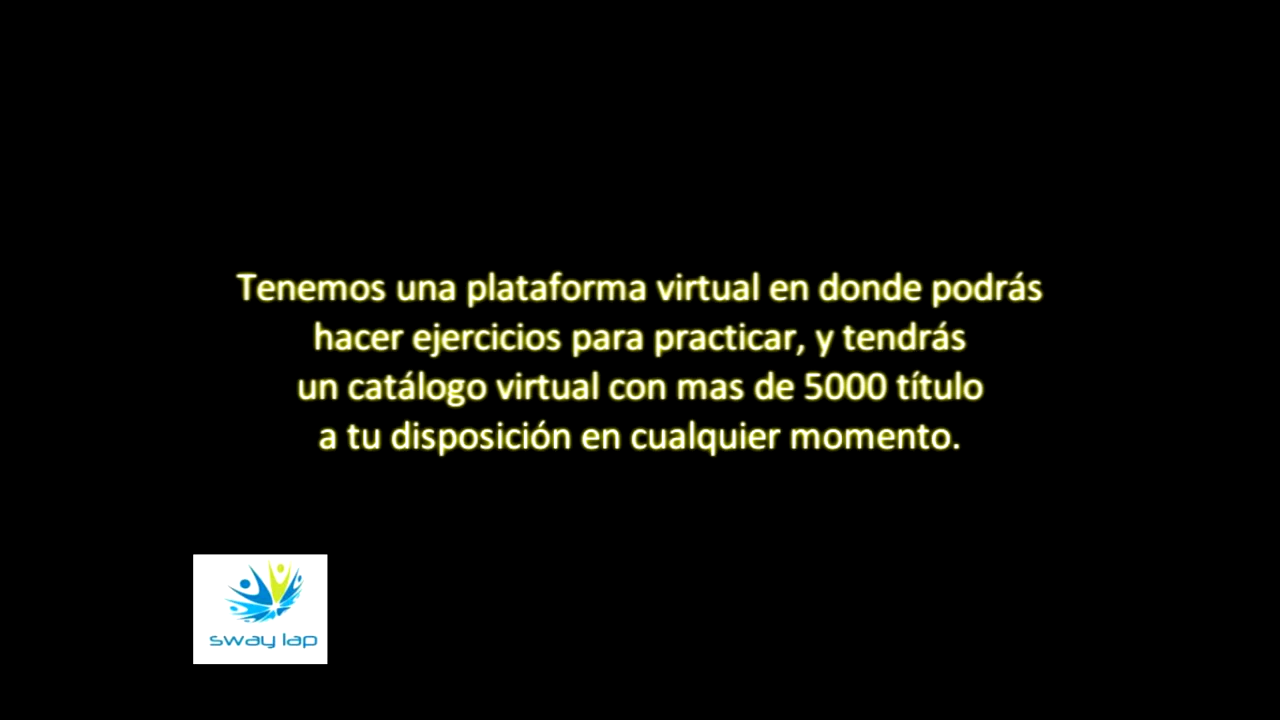 Tenemos una plataforma virtual en donde podrás
hacer ejercicios para practicar, y tendrás
un catálogo virtual con mas de 5000 título
a tu disposición en cualquier momento.
sway lap